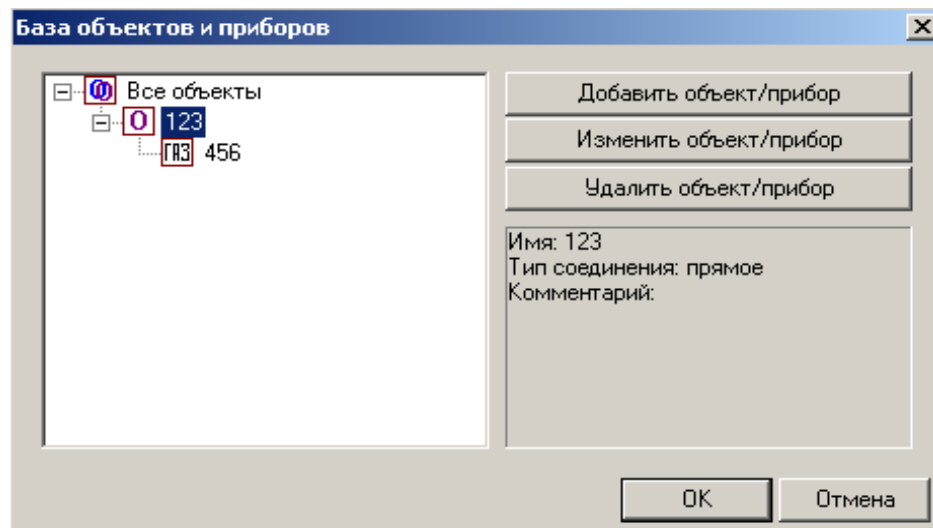 База объектов и приборов
Все объекты
О 123
ГАЗ 456
Добавить объект/прибор
Изменить объект/прибор
Удалить объект/прибор
Имя: 123
Тип соединения: прямое
Комментарий:
OK
Отмена